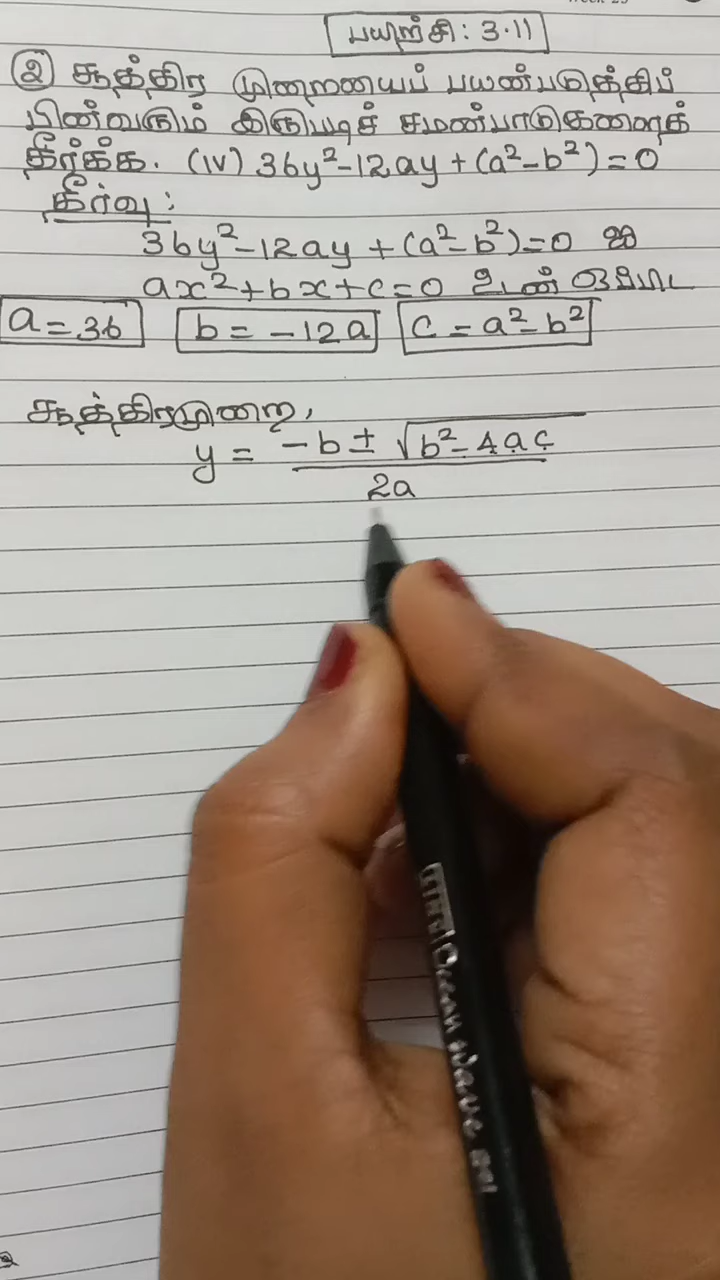 பயிற்சி : 3.11
② சூத்திர முறையைப் பயன்படுத்திப்
பின்வரும் இருபடிச் சமன்பாடுகளைத்
தீர்க்க. (iv) 36y² - 12ay + (a² - b²) = 0
தீர்வு :
36y² - 12ay + (a² - b²) = 0 ஐ
ax² + bx + c = 0 உடன் ஒப்பிட
a = 36 b = -12a c = a² - b²
சூத்திரமுறை,
y = -b ± √b² - 4ac
2a